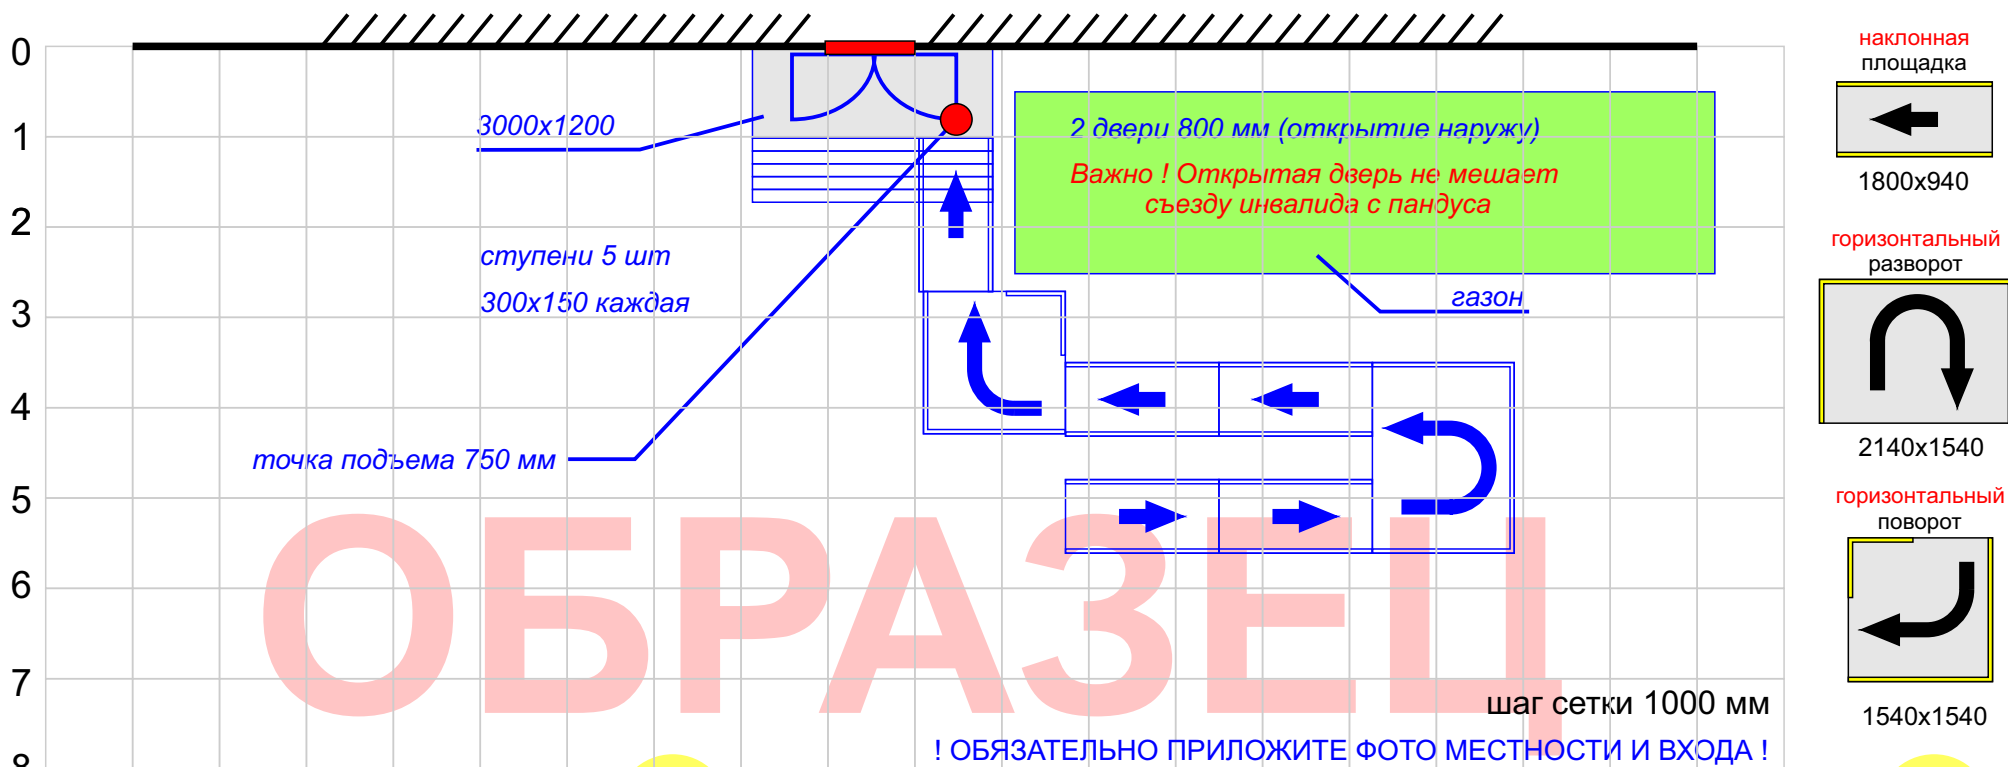 0
1
2
3
4
5
6
7
8
3000x1200
ступени 5 шт
300x150 каждая
точка подъема 750 мм
2 двери 800 мм (открытие наружу)
Важно ! Открытая дверь не мешает
съезду инвалида с пандуса
газон
ОБРАЗЕЦ
шаг сетки 1000 мм
! ОБЯЗАТЕЛЬНО ПРИЛОЖИТЕ ФОТО МЕСТНОСТИ И ВХОДА !
наклонная
площадка
1800x940
горизонтальный
разворот
2140x1540
горизонтальный
поворот
1540x1540